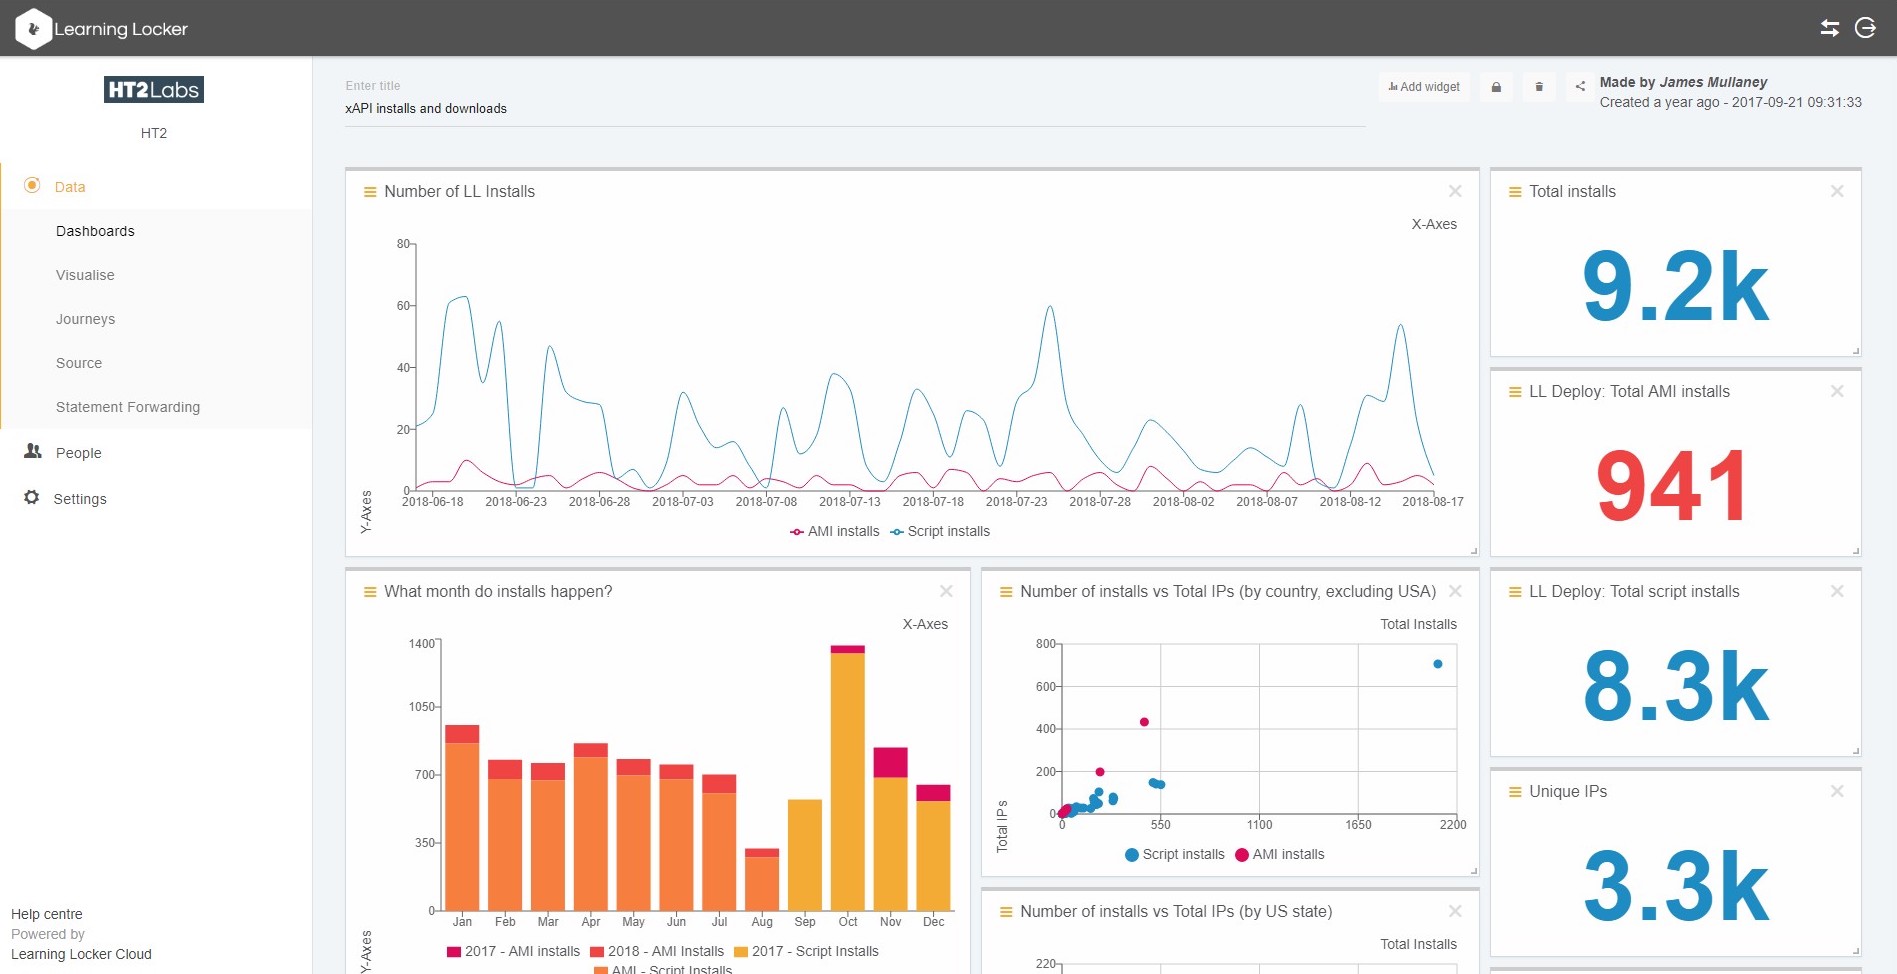 Learning Locker
HT2Labs
HT2
Data
Dashboards
Visualise
Journeys
Source
Statement Forwarding
People
Settings
Help centre
Powered by
Learning Locker Cloud
Enter title
xAPI installs and downloads
Add widget
Made by James Mullaney
Created a year ago - 2017-09-21 09:31:33
Number of LL Installs
X-Axes
80
60
40
20
0
Y-Axes
2018-06-18 2018-06-23 2018-06-28 2018-07-03 2018-07-08 2018-07-13 2018-07-18 2018-07-23 2018-07-28 2018-08-02 2018-08-07 2018-08-12 2018-08-17
AMI installs Script installs
Total installs
9.2k
LL Deploy: Total AMI installs
941
What month do installs happen?
X-Axes
1400
1050
700
350
0
Y-Axes
Jan Feb Mar Apr May Jun Jul Aug Sep Oct Nov Dec
2017 - AMI installs 2018 - AMI Installs 2017 - Script Installs
AMI - Script Installs
Number of installs vs Total IPs (by country, excluding USA)
Total Installs
800
600
400
200
0
Total IPs
0 550 1100 1650 2200
Script installs AMI installs
Number of installs vs Total IPs (by US state)
Total Installs
220
LL Deploy: Total script installs
8.3k
Unique IPs
3.3k